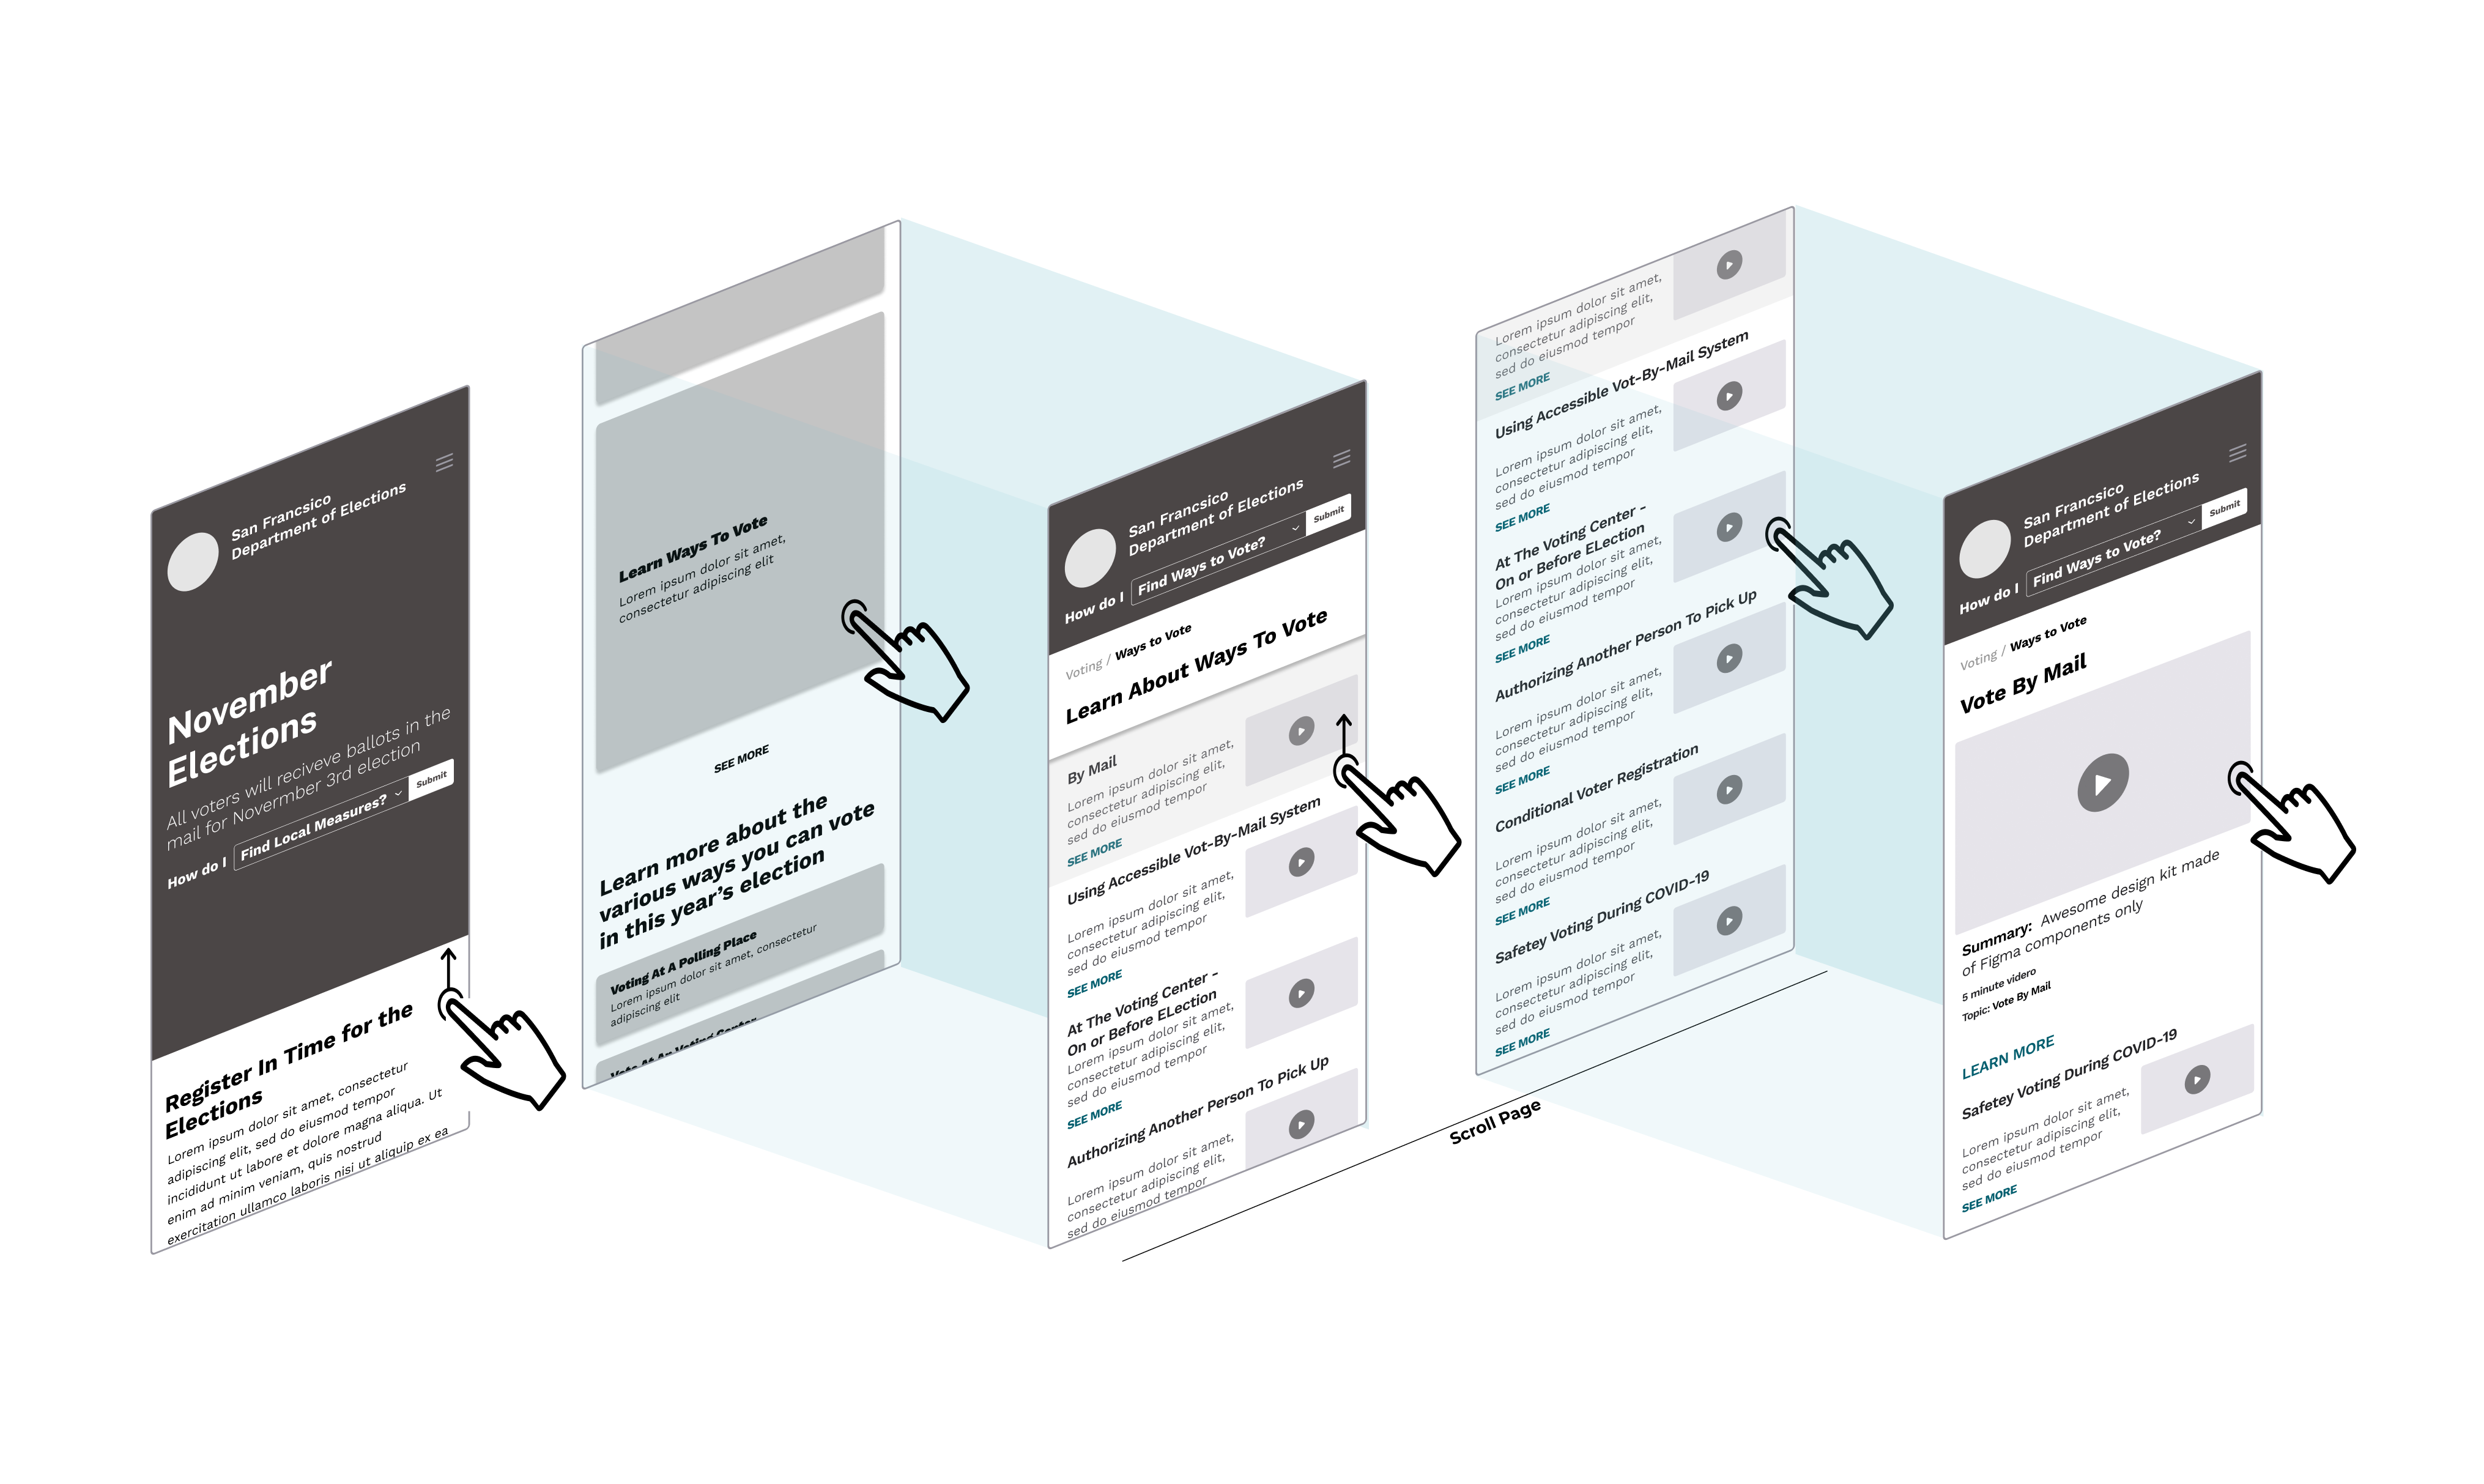 San Francsico
Department of Elections
November
Elections
All voters will reciveve ballots in the
mail for Novermber 3rd election
How do I Find Local Measures? Submit
Register In Time for the
Elections
Lorem ipsum dolor sit amet, consectetur
adipiscing elit, sed do eiusmod tempor
incididunt ut labore et dolore magna aliqua. Ut
enim ad minim veniam, quis nostrud
exercitation ullamco laboris nisi ut aliquip ex ea
Learn Ways To Vote
Lorem ipsum dolor sit amet,
consectetur adipiscing elit
SEE MORE
Learn more about the
various ways you can vote
in this year’s election
Voting At A Polling Place
Lorem ipsum dolor sit amet, consectetur
adipiscing elit
Vote At An Voting Center
San Francsico
Department of Elections
How do I Find Ways to Vote? Submit
Voting / Ways to Vote
Learn About Ways To Vote
By Mail
Lorem ipsum dolor sit amet,
consectetur adipiscing elit,
sed do eiusmod tempor
SEE MORE
Using Accessible Vot-By-Mail System
Lorem ipsum dolor sit amet,
consectetur adipiscing elit,
sed do eiusmod tempor
SEE MORE
At The Voting Center -
On or Before ELection
Lorem ipsum dolor sit amet,
consectetur adipiscing elit,
sed do eiusmod tempor
SEE MORE
Authorizing Another Person To Pick Up
Lorem ipsum dolor sit amet,
consectetur adipiscing elit,
sed do eiusmod tempor
Scroll Page
Lorem ipsum dolor sit amet,
consectetur adipiscing elit,
sed do eiusmod tempor
SEE MORE
Using Accessible Vot-By-Mail System
Lorem ipsum dolor sit amet,
consectetur adipiscing elit,
sed do eiusmod tempor
SEE MORE
At The Voting Center -
On or Before ELection
Lorem ipsum dolor sit amet,
consectetur adipiscing elit,
sed do eiusmod tempor
SEE MORE
Authorizing Another Person To Pick Up
Lorem ipsum dolor sit amet,
consectetur adipiscing elit,
sed do eiusmod tempor
SEE MORE
Conditional Voter Registration
Lorem ipsum dolor sit amet,
consectetur adipiscing elit,
sed do eiusmod tempor
SEE MORE
Safetey Voting During COVID-19
Lorem ipsum dolor sit amet,
consectetur adipiscing elit,
sed do eiusmod tempor
SEE MORE
San Francsico
Department of Elections
How do I Find Ways to Vote? Submit
Voting / Ways to Vote
Vote By Mail
Summary: Awesome design kit made
of Figma components only
5 minute videro
Topic: Vote By Mail
LEARN MORE
Safetey Voting During COVID-19
Lorem ipsum dolor sit amet,
consectetur adipiscing elit,
sed do eiusmod tempor
SEE MORE